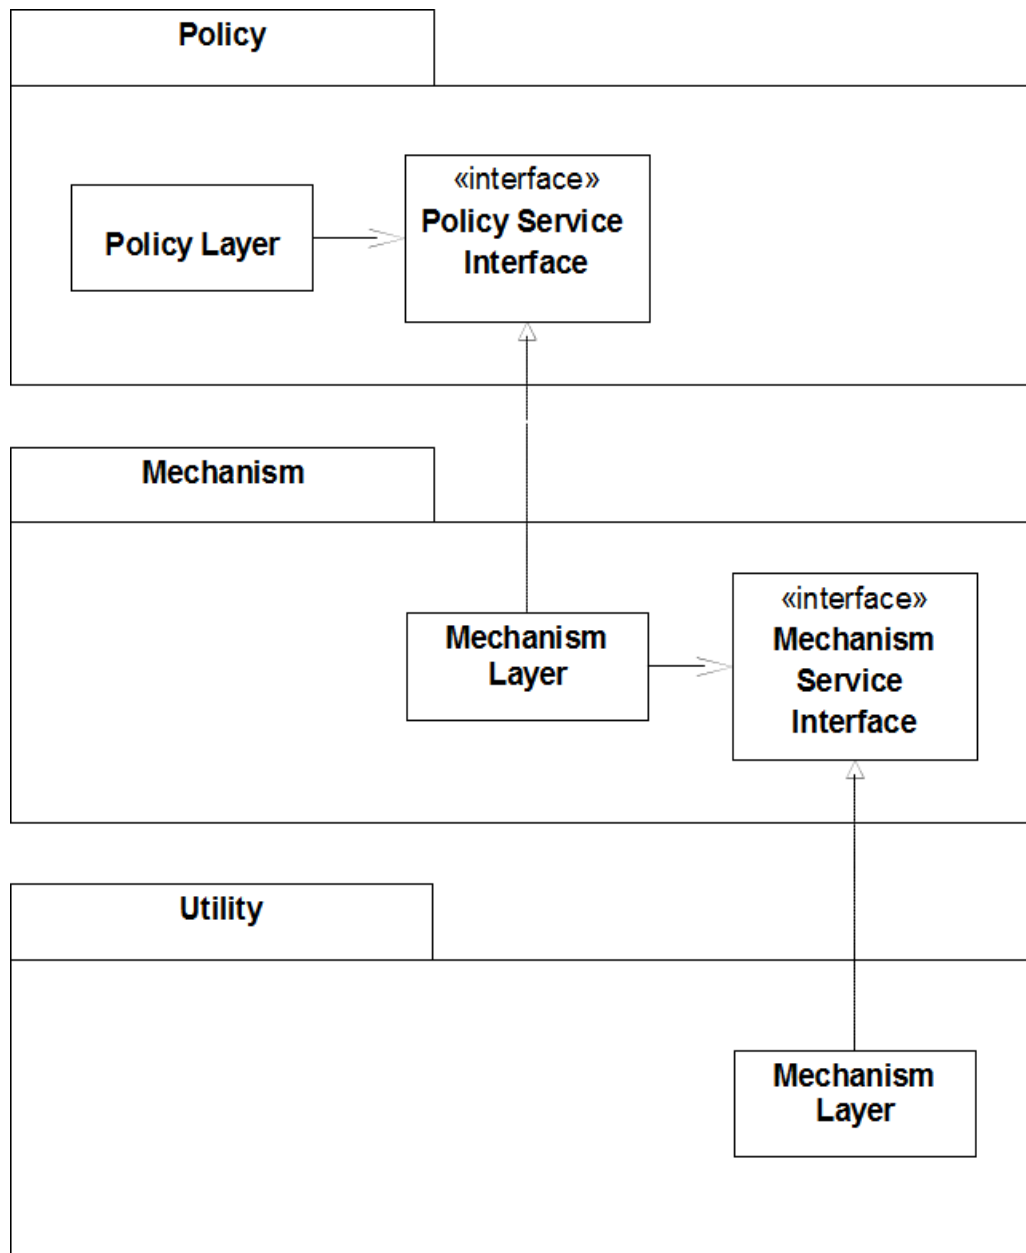 Policy
Policy Layer
«interface»
Policy Service
Interface
Mechanism
Mechanism
Layer
«interface»
Mechanism
Service
Interface
Utility
Mechanism
Layer